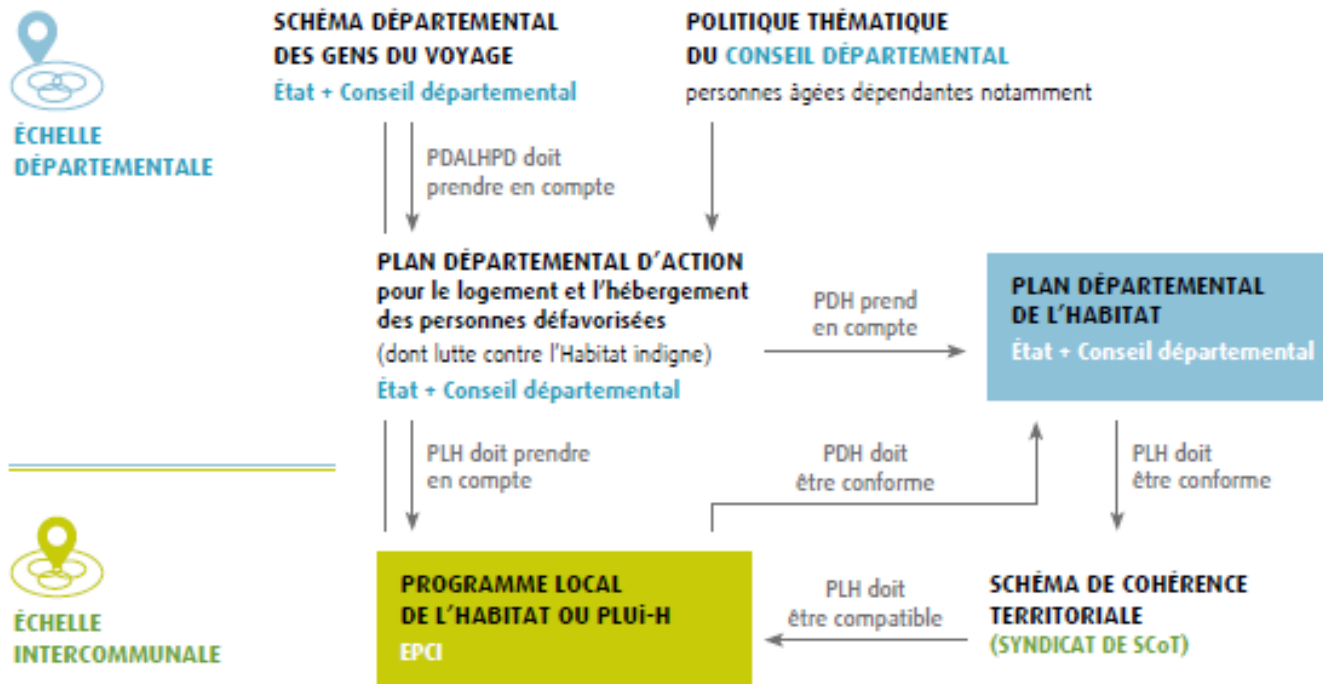 SCHÉMA DÉPARTEMENTAL
DES GENS DU VOYAGE
État + Conseil départemental
POLITIQUE THÉMATIQUE
DU CONSEIL DÉPARTEMENTAL
personnes âgées dépendantes notamment
ÉCHELLE
DÉPARTEMENTALE
PDALHPD doit
prendre en compte
PLAN DÉPARTEMENTAL D'ACTION
pour le logement et l'hébergement
des personnes défavorisées
(dont lutte contre l'Habitat indigne)
État + Conseil départemental
PDH prend
en compte
PLAN DÉPARTEMENTAL
DE L'HABITAT
État + Conseil départemental
PLH doit prendre
en compte
PDH doit
être conforme
PLH doit
être conforme
ÉCHELLE
INTERCOMMUNALE
PROGRAMME LOCAL
DE L'HABITAT OU PLUi-H
EPCI
PLH doit
être compatible
SCHÉMA DE COHÉRENCE
TERRITORIALE
(SYNDICAT DE SCoT)